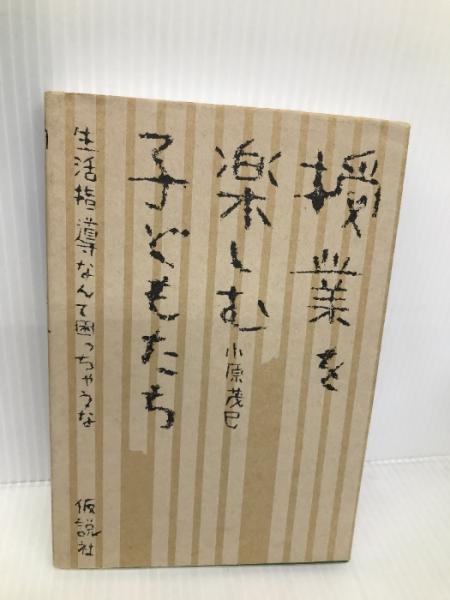 授業を
楽しむ
子どもたち
小原茂巳
生活指導なんて困っちゃうな
仮説社